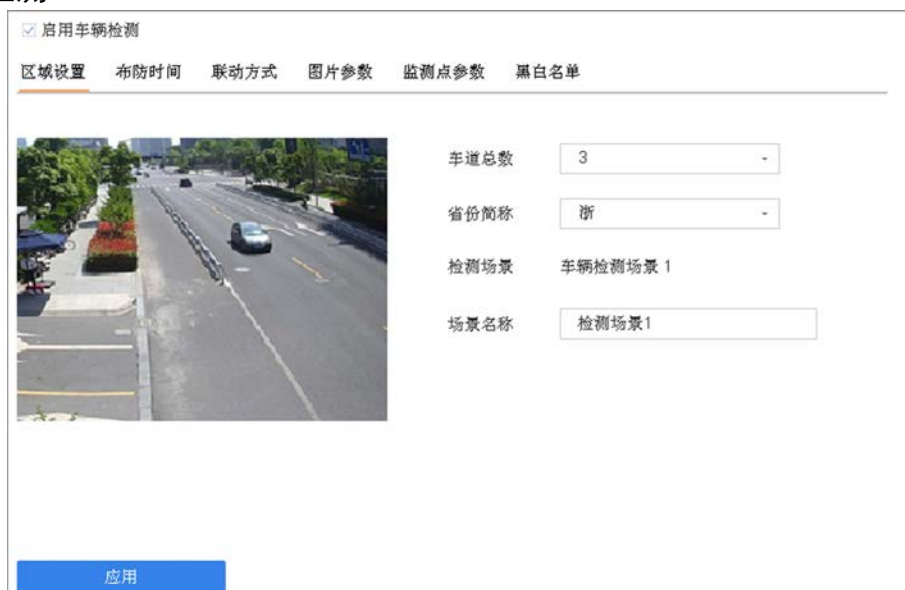 启用车辆检测
区域设置 布防时间 联动方式 图片参数 监测点参数 黑白名单
车道总数 3
省份简称 浙
检测场景 车辆检测场景 1
场景名称 检测场景1
应用